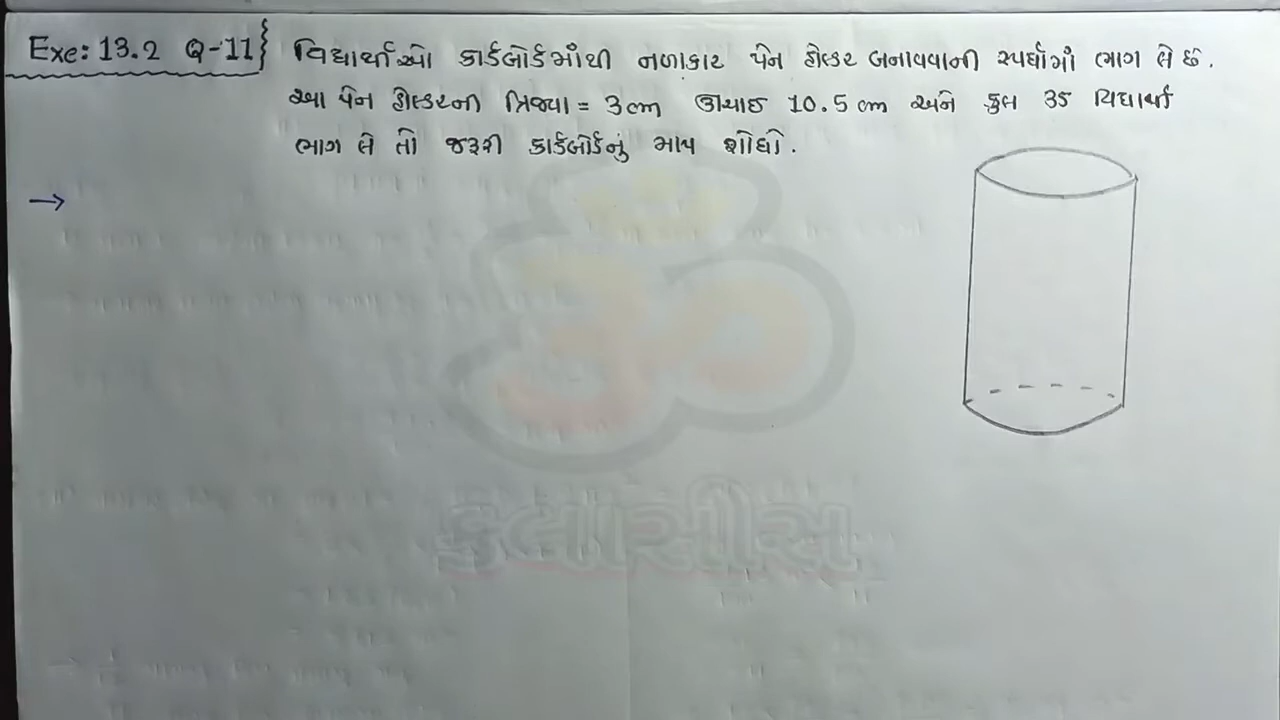 Exe: 13.2 Q-11} વિદ્યાર્થીઓ કાર્ડબોર્ડમાંથી નળાકાર પેન હોલ્ડર બનાવવાની સ્પર્ધામાં ભાગ લે છે.
આ પેન હોલ્ડરની ત્રિજ્યા = 3cm ઊંચાઈ 10.5 cm અને કુલ 35 વિદ્યાર્થી
ભાગ લે તો જરૂરી કાર્ડબોર્ડનું માપ શોધો.
→
ૐ
ક્લાસીસ